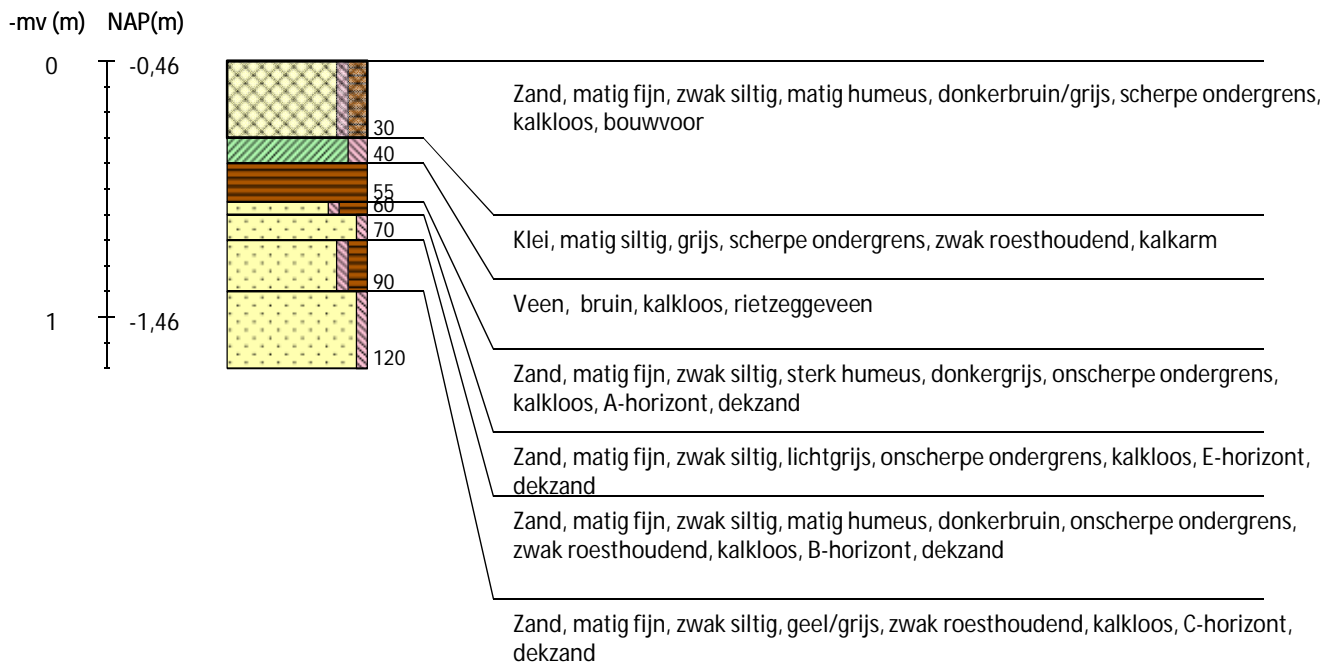 -mv (m) NAP(m)
0 -0,46
Zand, matig fijn, zwak siltig, matig humeus, donkerbruin/grijs, scherpe ondergrens,
kalkloos, bouwvoor
30
40
55
60
70
90
120
Klei, matig siltig, grijs, scherpe ondergrens, zwak roesthoudend, kalkarm
Veen, bruin, kalkloos, rietzeggeveen
1 -1,46
Zand, matig fijn, zwak siltig, sterk humeus, donkergrijs, onscherpe ondergrens,
kalkloos, A-horizont, dekzand
Zand, matig fijn, zwak siltig, lichtgrijs, onscherpe ondergrens, kalkloos, E-horizont,
dekzand
Zand, matig fijn, zwak siltig, matig humeus, donkerbruin, onscherpe ondergrens,
zwak roesthoudend, kalkloos, B-horizont, dekzand
Zand, matig fijn, zwak siltig, geel/grijs, zwak roesthoudend, kalkloos, C-horizont,
dekzand